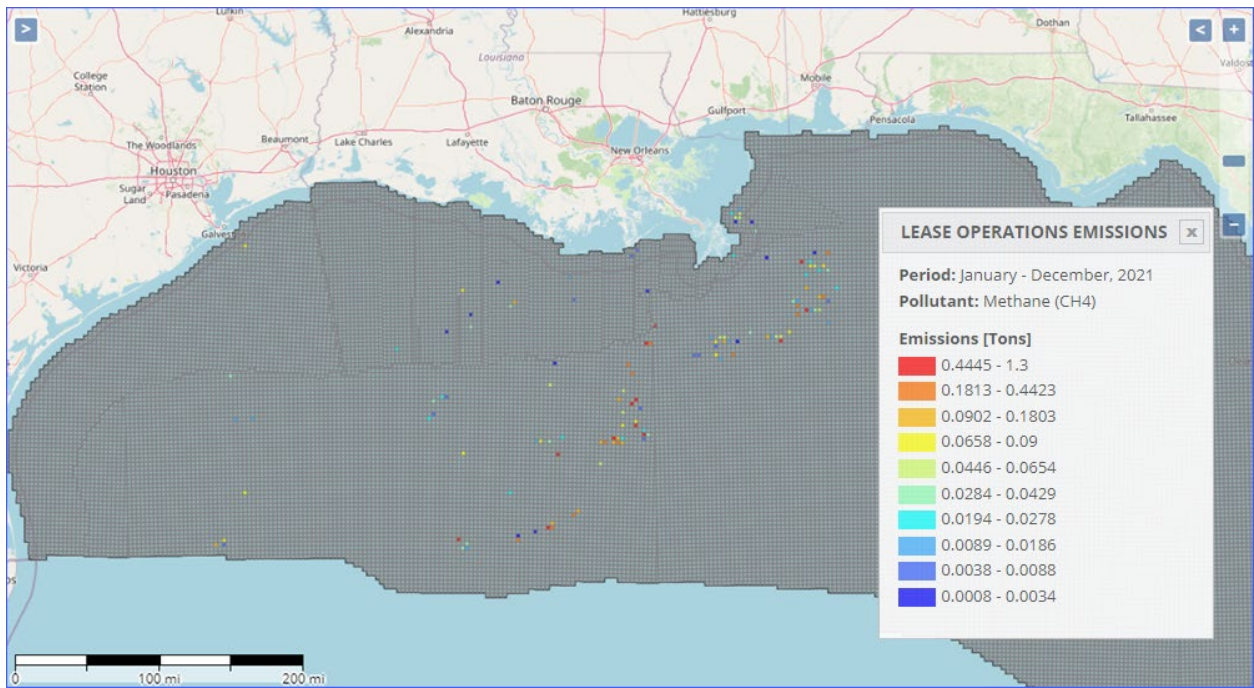 >
Lufkin
Hattiesburg
Alexandria
Dothan
<
+
Louisiana
Valdost
College
Station
Mobile
Baton Rouge
Gulfport
Pensacola
Tallahassee
The Woodlands
Beaumont
Lake Charles
Lafayette
New Orleans
Houston
Sugar
Land
Pasadena
Galvest
Victoria
−
LEASE OPERATIONS EMISSIONS
x
Period: January - December, 2021
Pollutant: Methane (CH4)
Emissions [Tons]
0.4445 - 1.3
0.1813 - 0.4423
0.0902 - 0.1803
0.0658 - 0.09
0.0446 - 0.0654
0.0284 - 0.0429
0.0194 - 0.0278
0.0089 - 0.0186
0.0038 - 0.0088
0.0008 - 0.0034
os
0
100 mi
200 mi